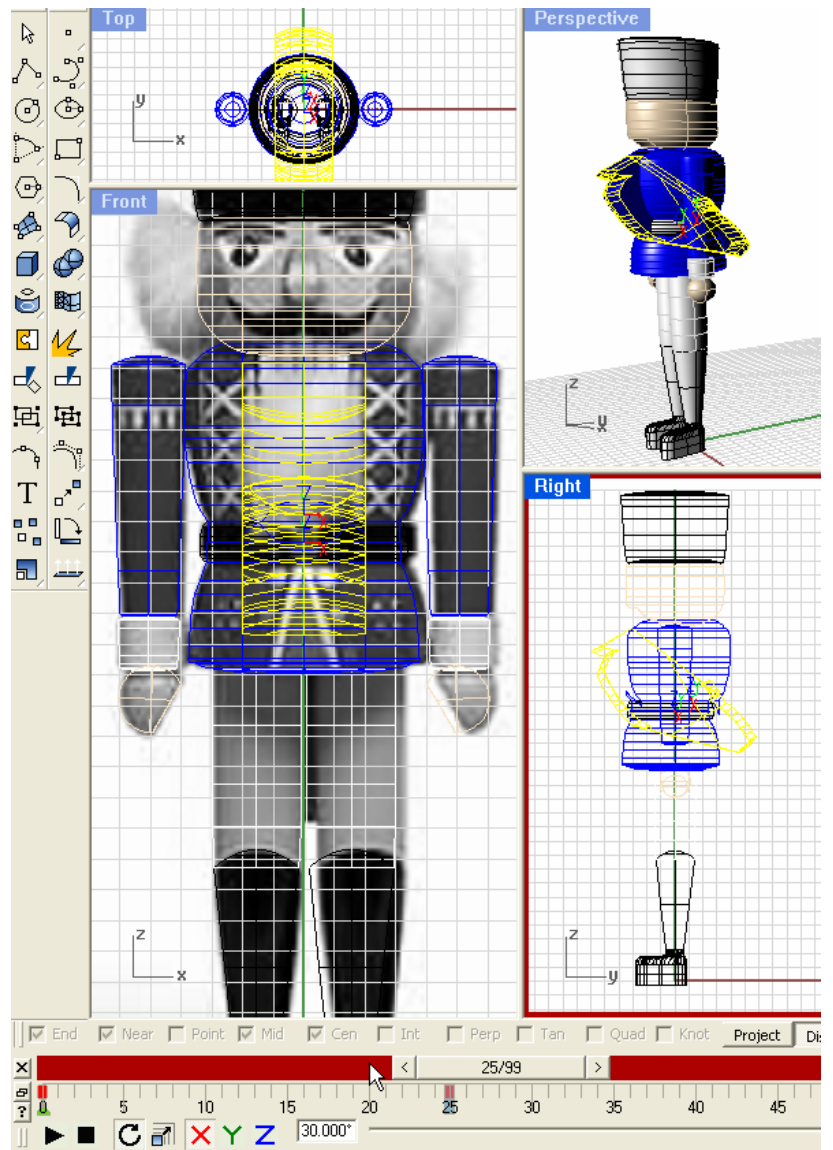 Top
Perspective
y
x
Front
z
y
Right
T
z
x
z
y
End Near Point Mid Cen Int Perp Tan Quad Knot Project Dis
< 25/99 >
0 5 10 15 20 25 30 35 40 45
?
X Y Z 30.000°